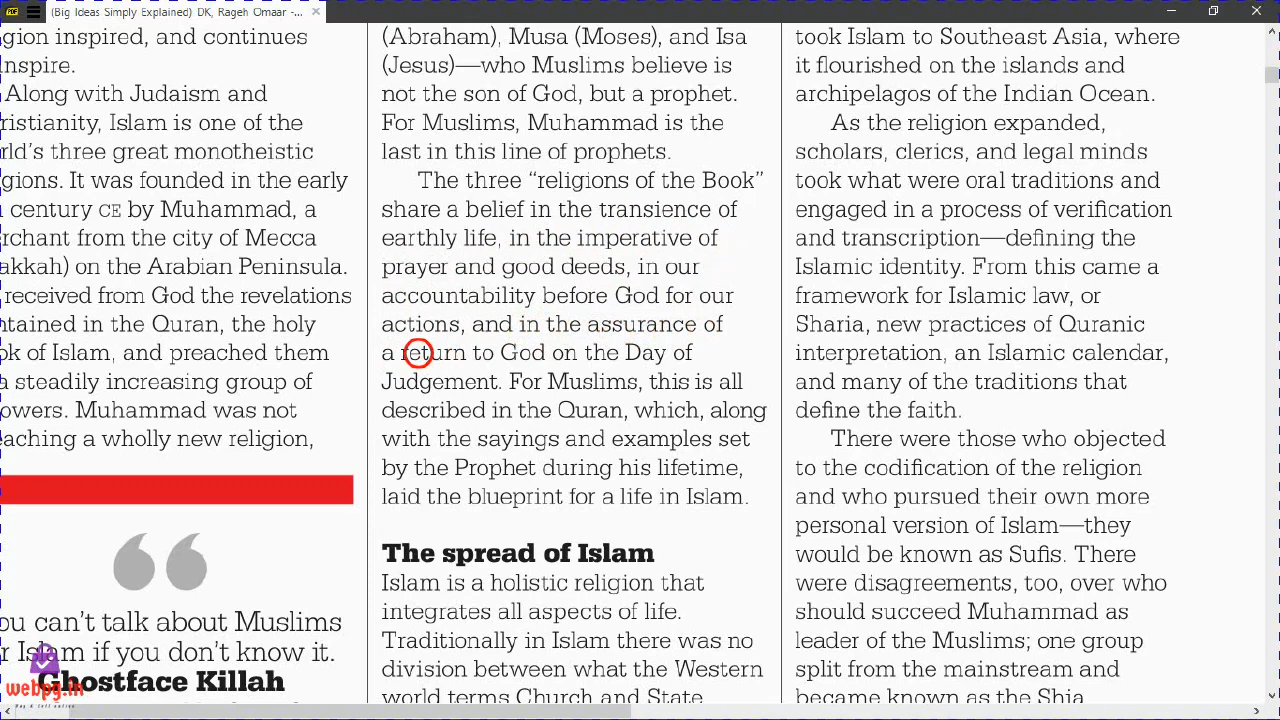 (Big Ideas Simply Explained) DK, Rageh Omaar -...
gion inspired, and continues
nspire.
Along with Judaism and
ristianity, Islam is one of the
rld's three great monotheistic
gions. It was founded in the early
century CE by Muhammad, a
rchant from the city of Mecca
akkah) on the Arabian Peninsula.
received from God the revelations
ntained in the Quran, the holy
ok of Islam, and preached them
a steadily increasing group of
owers. Muhammad was not
eaching a wholly new religion,
“
ou can't talk about Muslims
r Islam if you don't know it.
Ghostface Killah
webpg.in
Buy & Sell online
(Abraham), Musa (Moses), and Isa
(Jesus)—who Muslims believe is
not the son of God, but a prophet.
For Muslims, Muhammad is the
last in this line of prophets.
The three “religions of the Book”
share a belief in the transience of
earthly life, in the imperative of
prayer and good deeds, in our
accountability before God for our
actions, and in the assurance of
a return to God on the Day of
Judgement. For Muslims, this is all
described in the Quran, which, along
with the sayings and examples set
by the Prophet during his lifetime,
laid the blueprint for a life in Islam.
The spread of Islam
Islam is a holistic religion that
integrates all aspects of life.
Traditionally in Islam there was no
division between what the Western
world terms Church and State
took Islam to Southeast Asia, where
it flourished on the islands and
archipelagos of the Indian Ocean.
As the religion expanded,
scholars, clerics, and legal minds
took what were oral traditions and
engaged in a process of verification
and transcription—defining the
Islamic identity. From this came a
framework for Islamic law, or
Sharia, new practices of Quranic
interpretation, an Islamic calendar,
and many of the traditions that
define the faith.
There were those who objected
to the codification of the religion
and who pursued their own more
personal version of Islam—they
would be known as Sufis. There
were disagreements, too, over who
should succeed Muhammad as
leader of the Muslims; one group
split from the mainstream and
became known as the Shia